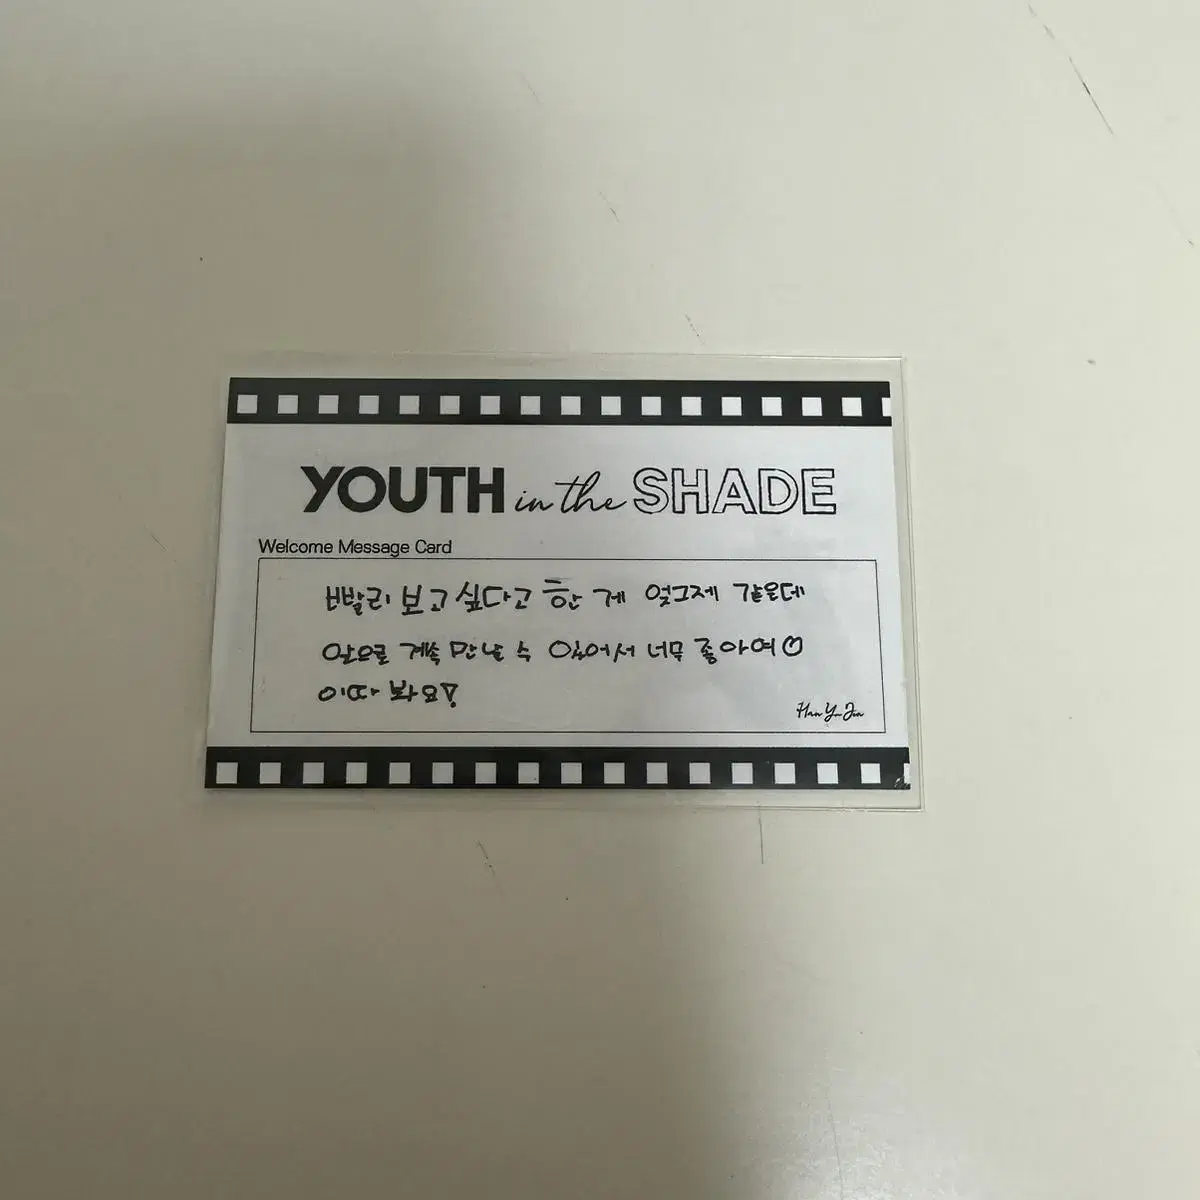 YOUTH in the SHADE
Welcome Message Card
빨리 보고싶다고 한 게 엊그제 같은데
앞으로 계속 만날 수 있어서 너무 좋아여♡
이따 봐요!
Han Yu Jin